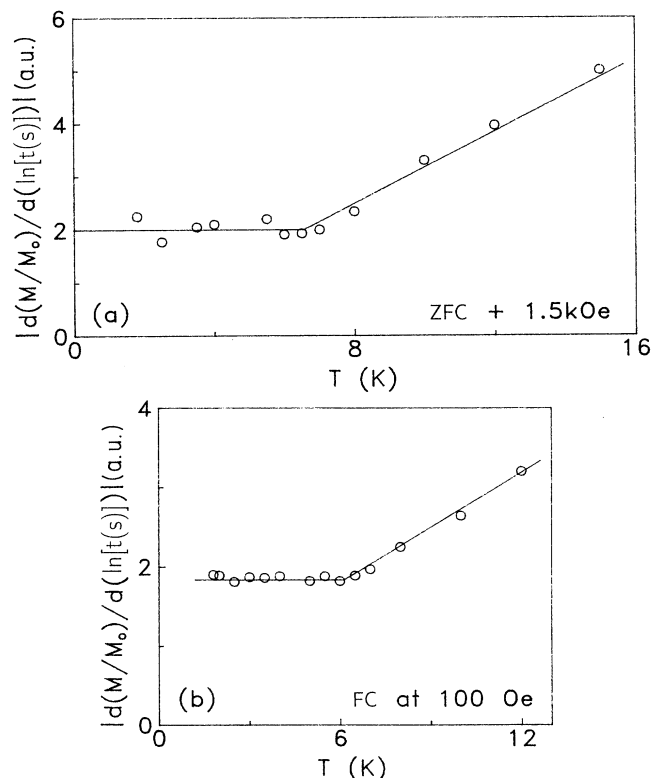 6
4
2
0
|d(M/M₀)/d(ln[t(s)])|(a.u.)
(a)
ZFC + 1.5kOe
0 8 16
T (K)
4
2
0
|d(M/M₀)/d(ln[t(s)])|(a.u.)
(b)
FC at 100 Oe
0 6 12
T (K)